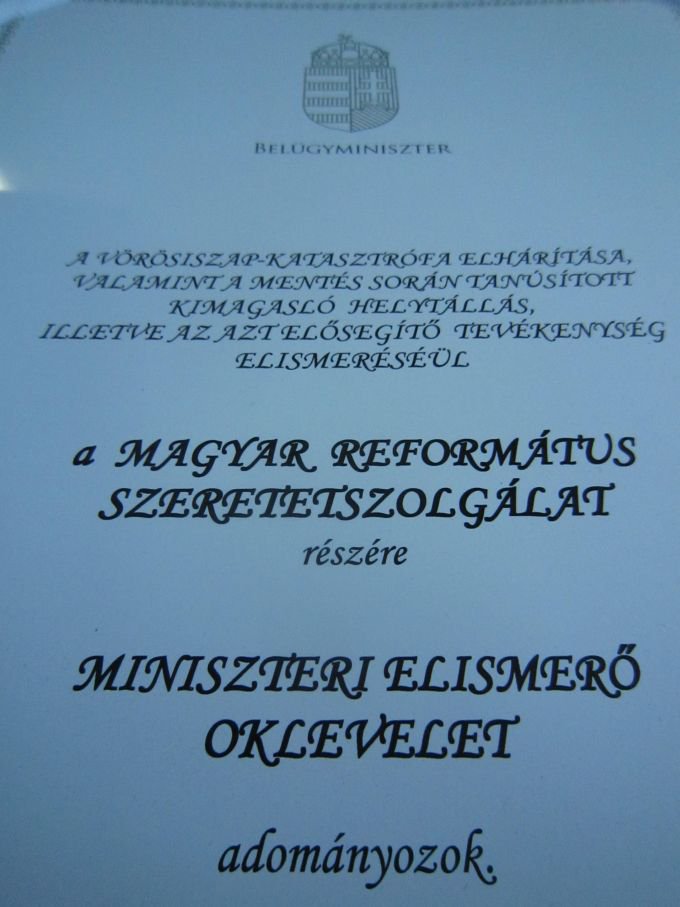 BELÜGYMINISZTER
A VÖRÖSISZAP-KATASZTRÓFA ELHÁRÍTÁSA,
VALAMINT A MENTÉS SORÁN TANÚSÍTOTT
KIMAGASLÓ HELYTÁLLÁS,
ILLETVE AZ AZT ELŐSEGÍTŐ TEVÉKENYSÉG
ELISMERÉSÉÜL
a MAGYAR REFORMÁTUS
SZERETETSZOLGÁLAT
részére
MINISZTERI ELISMERŐ
OKLEVELET
adományozok.